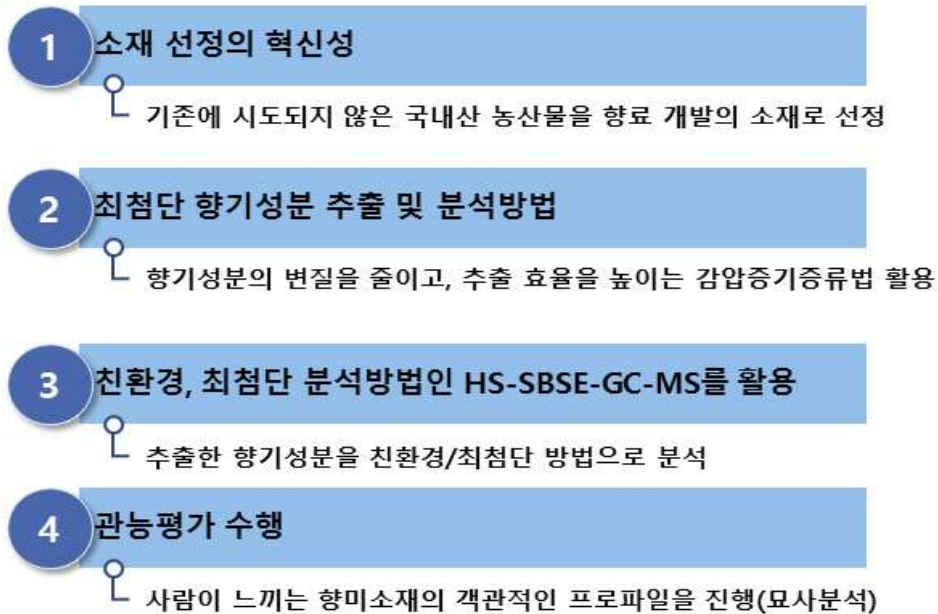 1 소재 선정의 혁신성
기존에 시도되지 않은 국내산 농산물을 향료 개발의 소재로 선정
2 최첨단 향기성분 추출 및 분석방법
향기성분의 변질을 줄이고, 추출 효율을 높이는 감압증기증류법 활용
3 친환경, 최첨단 분석방법인 HS-SBSE-GC-MS를 활용
추출한 향기성분을 친환경/최첨단 방법으로 분석
4 관능평가 수행
사람이 느끼는 향미소재의 객관적인 프로파일을 진행(묘사분석)